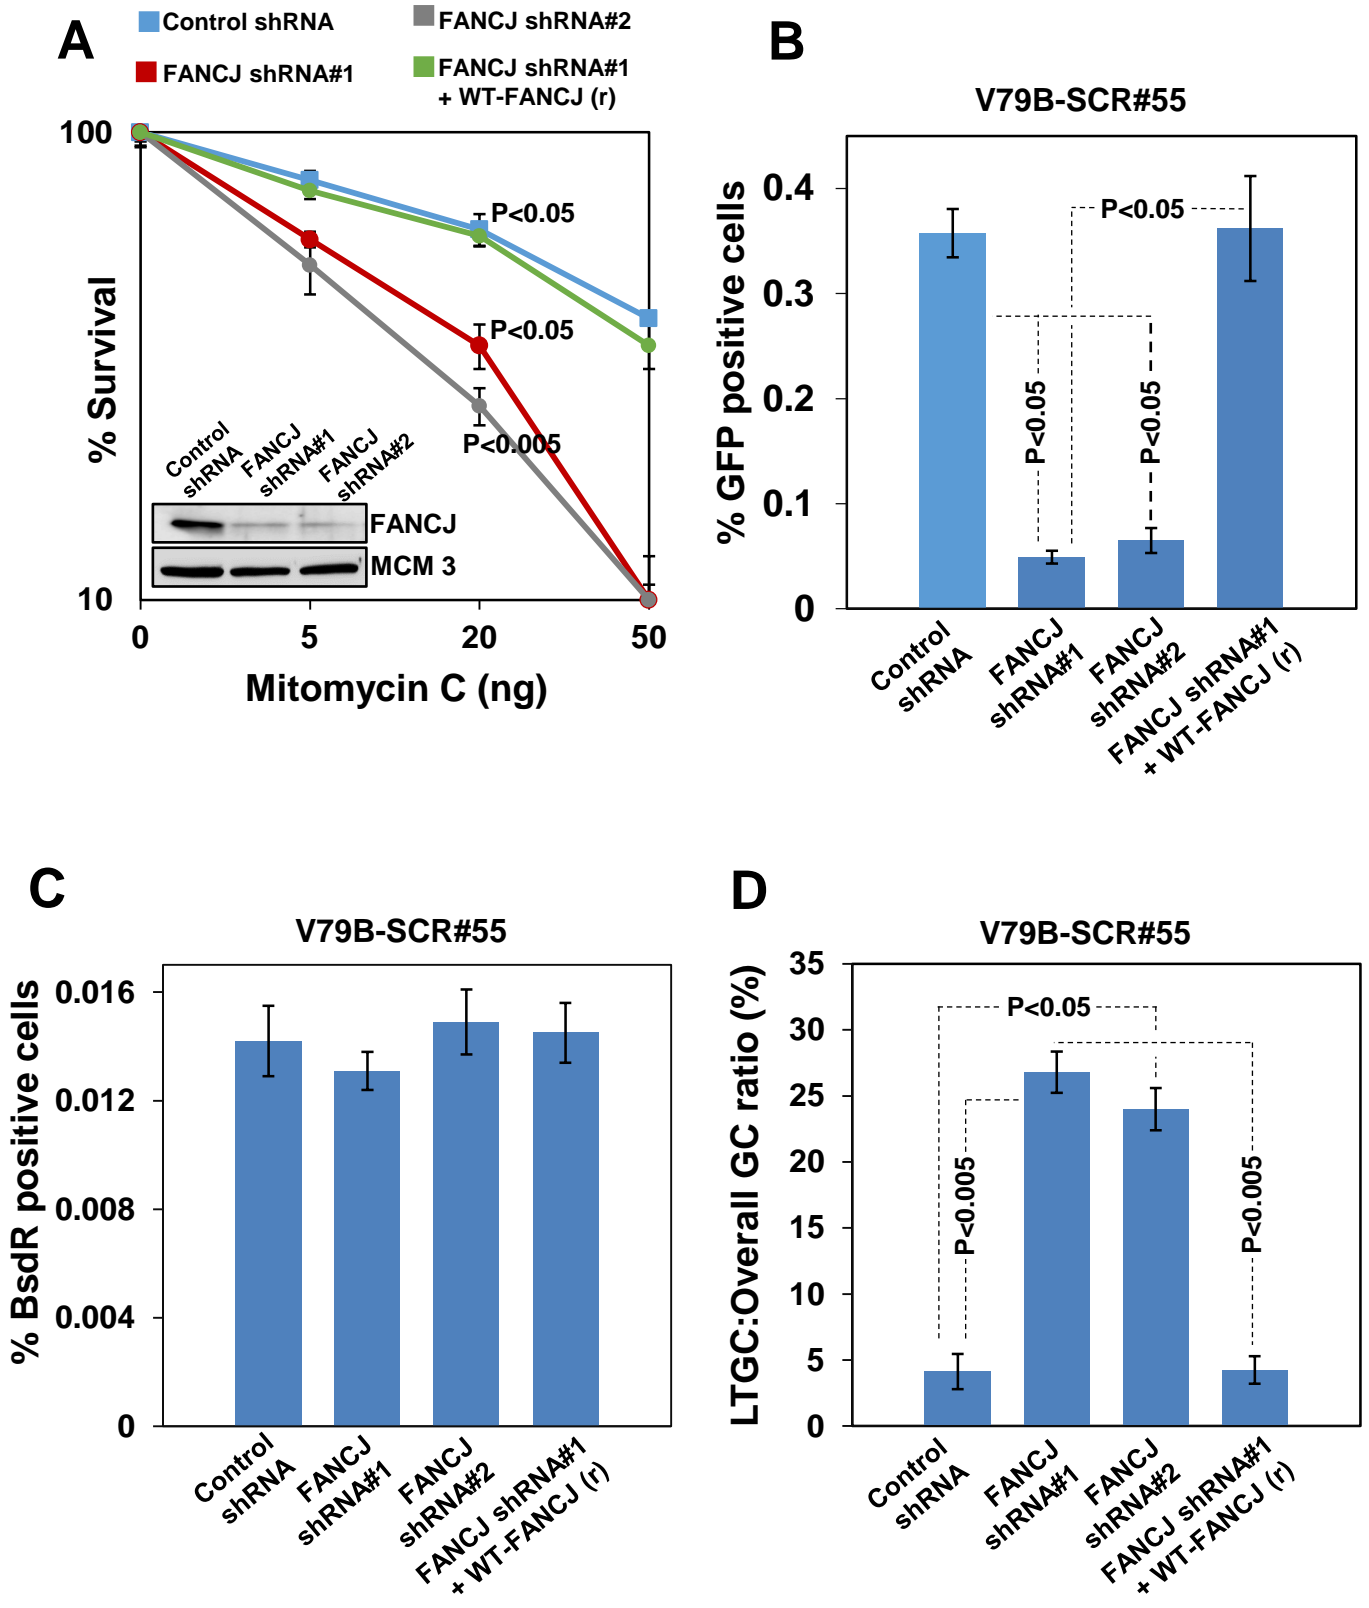 A
Control shRNA
FANCJ shRNA#2
FANCJ shRNA#1
FANCJ shRNA#1
+ WT-FANCJ (r)
100
10
% Survival
P<0.05
P<0.05
P<0.005
Control
shRNA
FANCJ
shRNA#1
FANCJ
shRNA#2
FANCJ
MCM 3
0
5
20
50
Mitomycin C (ng)
B
V79B-SCR#55
% GFP positive cells
0.4
0.3
0.2
0.1
0
P<0.05
P<0.05
P<0.05
Control
shRNA
FANCJ
shRNA#1
FANCJ
shRNA#2
FANCJ shRNA#1
+ WT-FANCJ (r)
C
V79B-SCR#55
% BsdR positive cells
0.016
0.012
0.008
0.004
0
Control
shRNA
FANCJ
shRNA#1
FANCJ
shRNA#2
FANCJ shRNA#1
+ WT-FANCJ (r)
D
V79B-SCR#55
LTGC:Overall GC ratio (%)
35
30
25
20
15
10
5
0
P<0.05
P<0.005
P<0.005
Control
shRNA
FANCJ
shRNA#1
FANCJ
shRNA#2
FANCJ shRNA#1
+ WT-FANCJ (r)